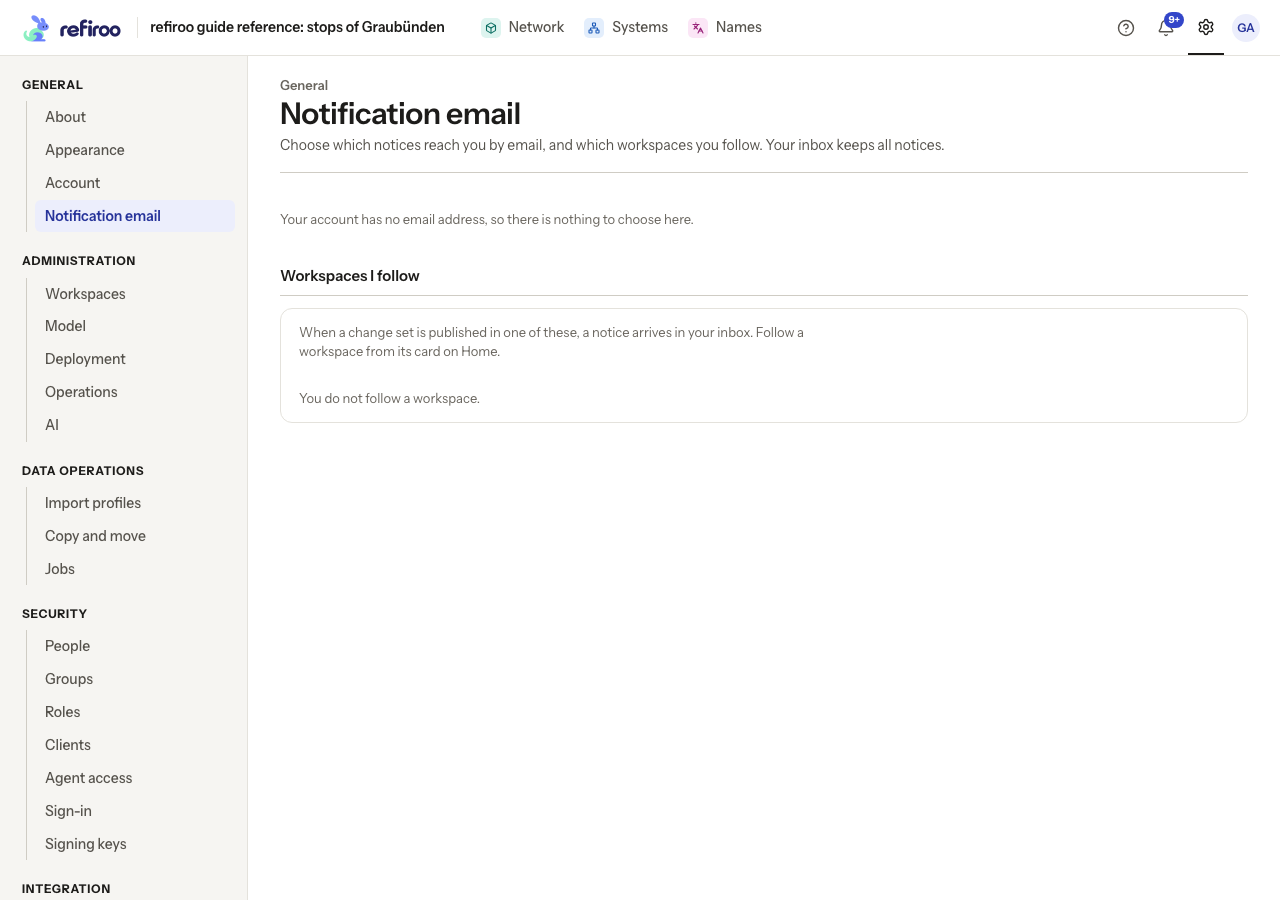 refiroo
refiroo guide reference: stops of Graubünden
Network
Systems
Names
9+
GA
GENERAL
About
Appearance
Account
Notification email
ADMINISTRATION
Workspaces
Model
Deployment
Operations
AI
DATA OPERATIONS
Import profiles
Copy and move
Jobs
SECURITY
People
Groups
Roles
Clients
Agent access
Sign-in
Signing keys
INTEGRATION
General
Notification email
Choose which notices reach you by email, and which workspaces you follow. Your inbox keeps all notices.
Your account has no email address, so there is nothing to choose here.
Workspaces I follow
When a change set is published in one of these, a notice arrives in your inbox. Follow a
workspace from its card on Home.
You do not follow a workspace.